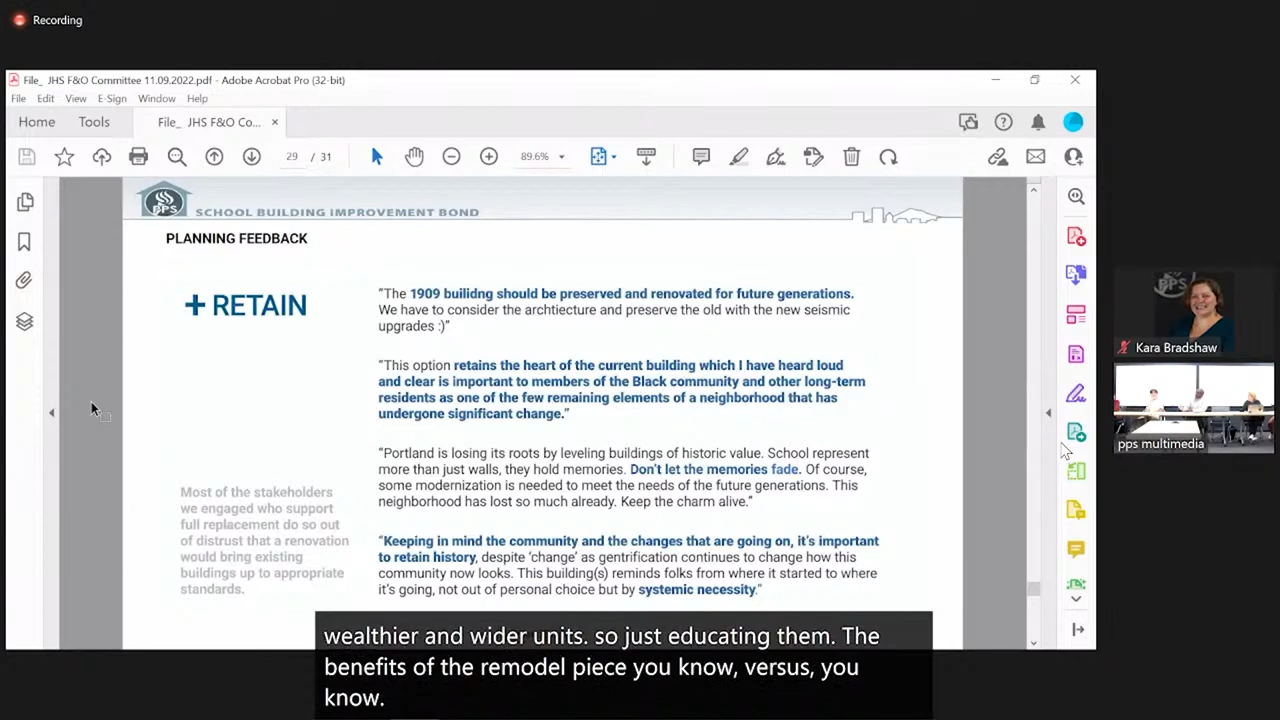 Recording
File_ JHS F&O Committee 11.09.2022.pdf - Adobe Acrobat Pro (32-bit)
File Edit View E-Sign Window Help
Home Tools File_ JHS F&O Co... ×
29 / 31 89.6%
PPS SCHOOL BUILDING IMPROVEMENT BOND
PLANNING FEEDBACK
+ RETAIN
"The 1909 builidng should be preserved and renovated for future generations.
We have to consider the archtiecture and preserve the old with the new seismic
upgrades :)"
"This option retains the heart of the current building which I have heard loud
and clear is important to members of the Black community and other long-term
residents as one of the few remaining elements of a neighborhood that has
undergone significant change."
"Portland is losing its roots by leveling buildings of historic value. School represent
more than just walls, they hold memories. Don't let the memories fade. Of course,
some modernization is needed to meet the needs of the future generations. This
neighborhood has lost so much already. Keep the charm alive."
"Keeping in mind the community and the changes that are going on, it's important
to retain history, despite 'change' as gentrification continues to change how this
community now looks. This building(s) reminds folks from where it started to where
it's going, not out of personal choice but by systemic necessity."
Most of the stakeholders
we engaged who support
full replacement do so out
of distrust that a renovation
would bring existing
buildings up to appropriate
standards.
PPS
Kara Bradshaw
pps multimedia
wealthier and wider units. so just educating them. The
benefits of the remodel piece you know, versus, you
know.